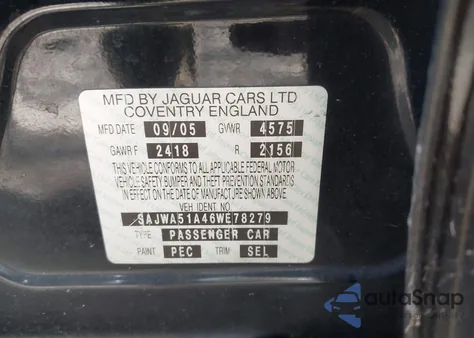 MFD BY JAGUAR CARS LTD
COVENTRY ENGLAND
MFD.DATE 09/05 GVWR 4575
GAWR F 2418 R 2156
THIS VEHICLE CONFORMS TO ALL APPLICABLE FEDERAL MOTOR
VEHICLE SAFETY BUMPER AND THEFT PREVENTION STANDARDS
IN EFFECT ON THE DATE OF MANUFACTURE SHOWN ABOVE.
VEH IDENT NO.
SAJWA51A46WE78279
TYPE PASSENGER CAR
PAINT PEC TRIM SEL
autoSnap